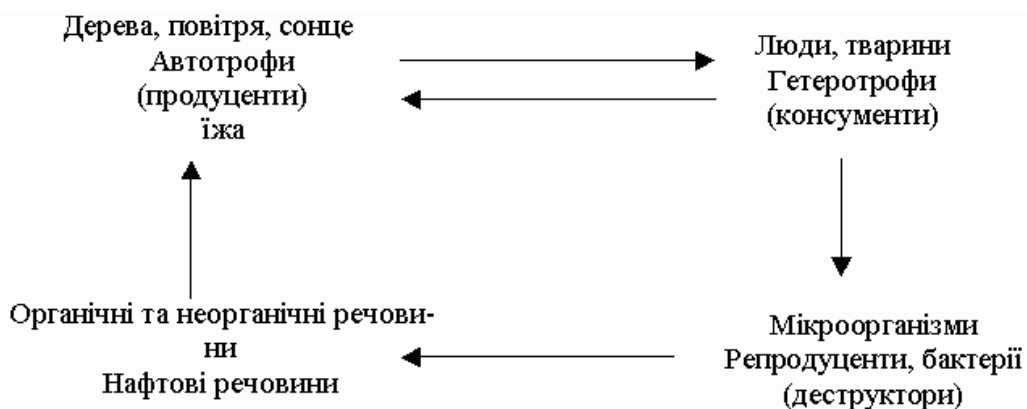 Дерева, повітря, сонце
Автотрофи
(продуценти)
їжа
Люди, тварини
Гетеротрофи
(консументи)
Органічні та неорганічні речови-
ни
Нафтові речовини
Мікроорганізми
Репродуценти, бактерії
(деструктори)